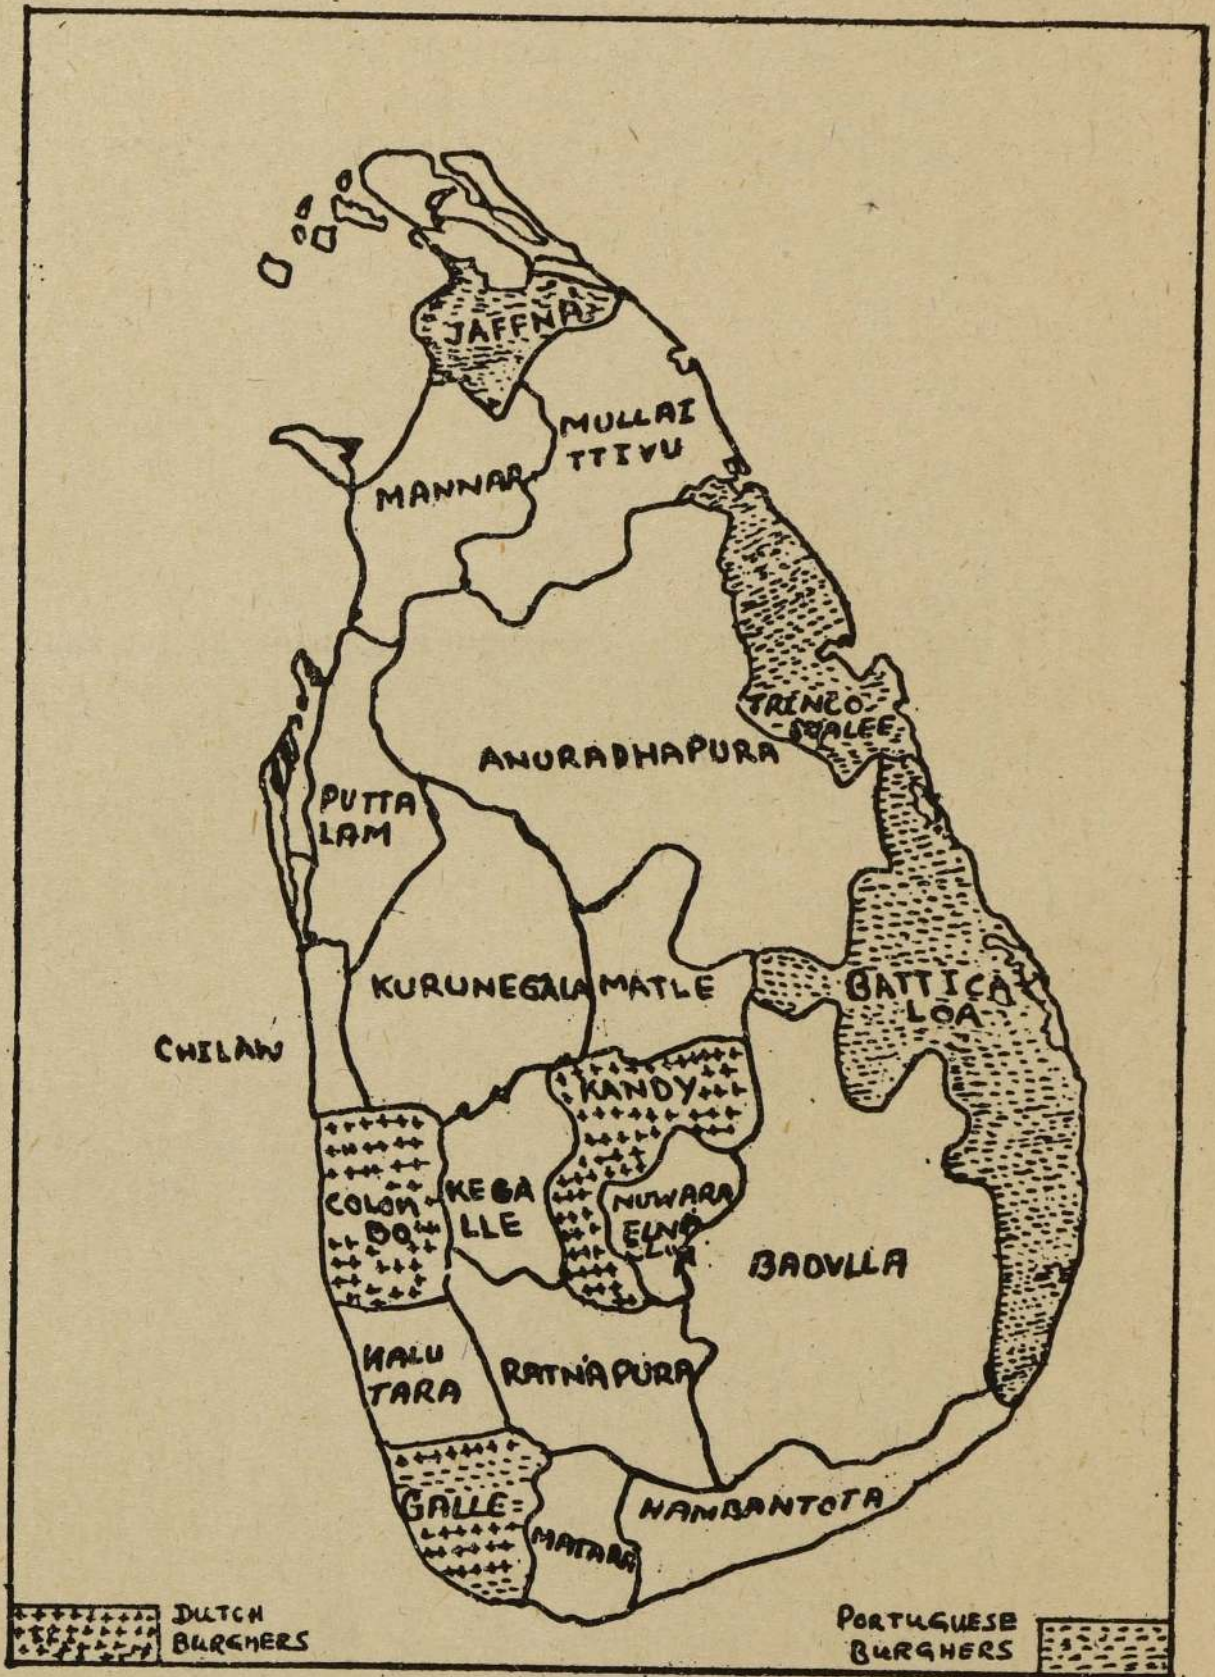 JAFFNA
MULLAI
TTIVU
MANNAR
TRINCO
MALEE
ANURADHAPURA
PUTTA
LAM
KURUNEGALA
MATLE
BATTICA
LOA
CHILAW
KANDY
COLOM
BO
KEGA
LLE
NUWARA
BADULLA
KALU
TARA
RATNAPURA
GALLE
MATARA
HAMBANTOTA
DUTCH
BURGHERS
PORTUGUESE
BURGHERS